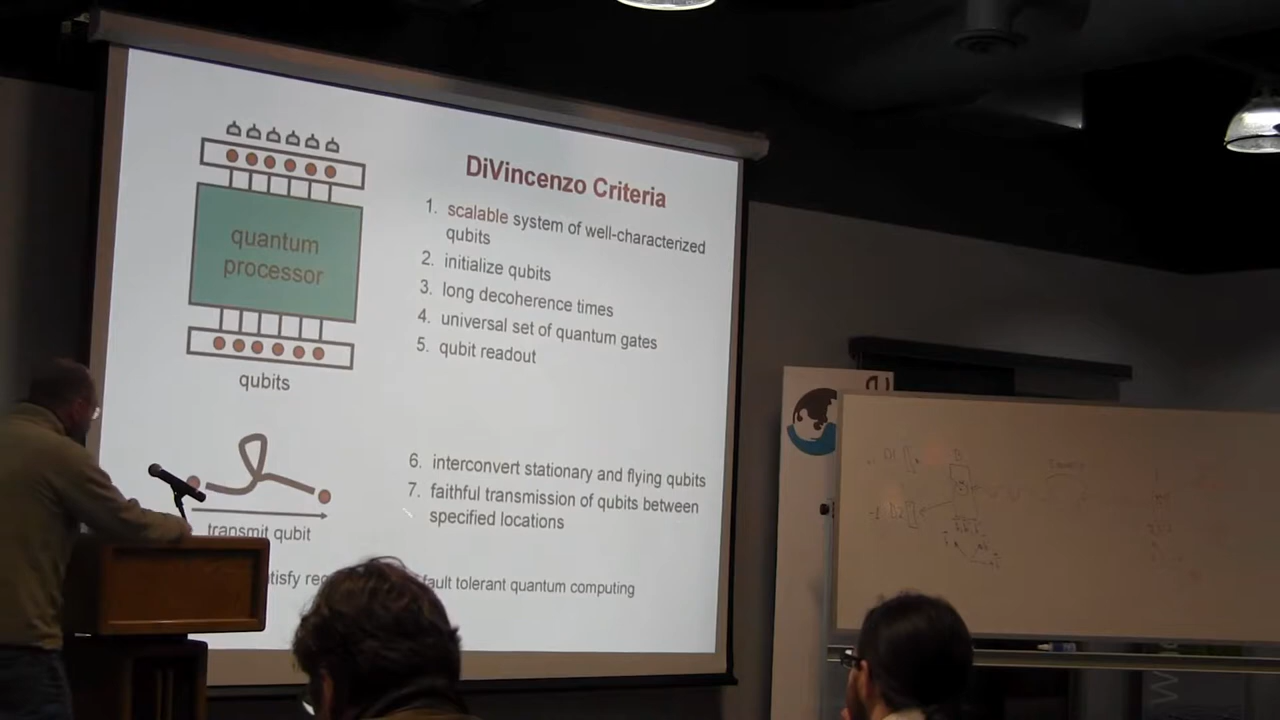 DiVincenzo Criteria
1. scalable system of well-characterized
qubits
2. initialize qubits
3. long decoherence times
4. universal set of quantum gates
5. qubit readout
quantum
processor
qubits
6. interconvert stationary and flying qubits
7. faithful transmission of qubits between
specified locations
transmit qubit
fault tolerant quantum computing
D1
B
D2